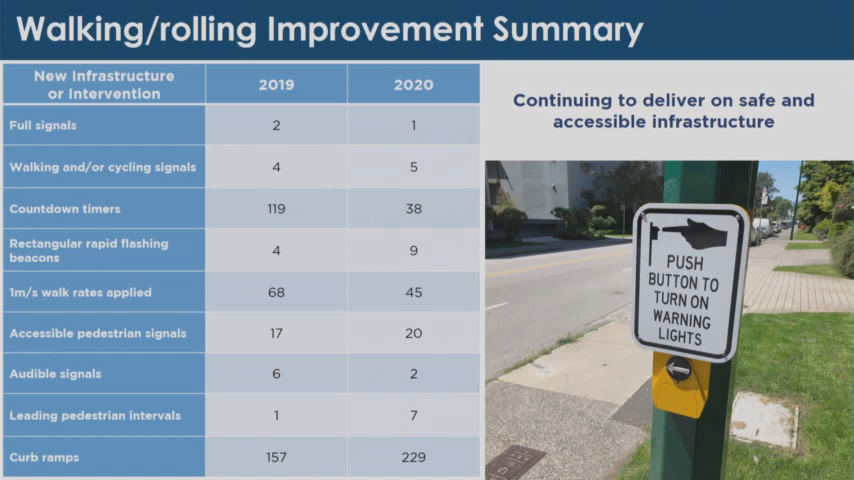 Walking/rolling Improvement Summary
New Infrastructure
or Intervention 2019 2020
Full signals 2 1
Walking and/or cycling signals 4 5
Countdown timers 119 38
Rectangular rapid flashing
beacons 4 9
1m/s walk rates applied 68 45
Accessible pedestrian signals 17 20
Audible signals 6 2
Leading pedestrian intervals 1 7
Curb ramps 157 229
Continuing to deliver on safe and
accessible infrastructure
PUSH
BUTTON TO
TURN ON
WARNING
LIGHTS